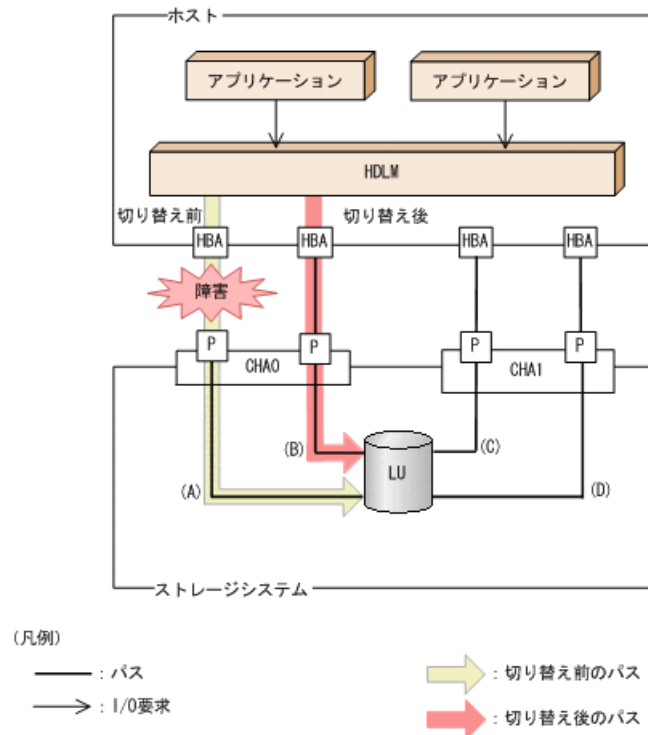 ホスト
アプリケーション
アプリケーション
HDLM
切り替え前
切り替え後
HBA
HBA
HBA
HBA
障害
P
P
P
P
CHA0
CHA1
(B)
(C)
LU
(A)
(D)
ストレージシステム
(凡例)
：パス
：切り替え前のパス
：I/O要求
：切り替え後のパス